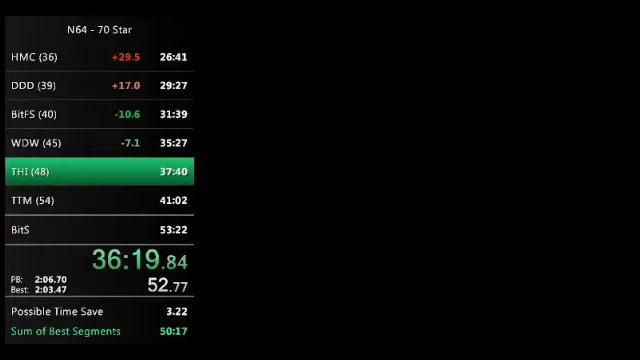 N64 - 70 Star
HMC (36) +29.5 26:41
DDD (39) +17.0 29:27
BitFS (40) -10.6 31:39
WDW (45) -7.1 35:27
THI (48) 37:40
TTM (54) 41:02
BitS 53:22
36:19.84
PB: 2:06.70 52.77
Best: 2:03.47
Possible Time Save 3.22
Sum of Best Segments 50:17